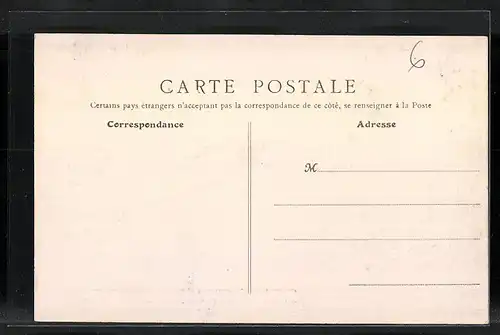 6
CARTE POSTALE
Certains pays étrangers n'acceptant pas la correspondance de ce côté, se renseigner à la Poste
Correspondance
Adresse
M